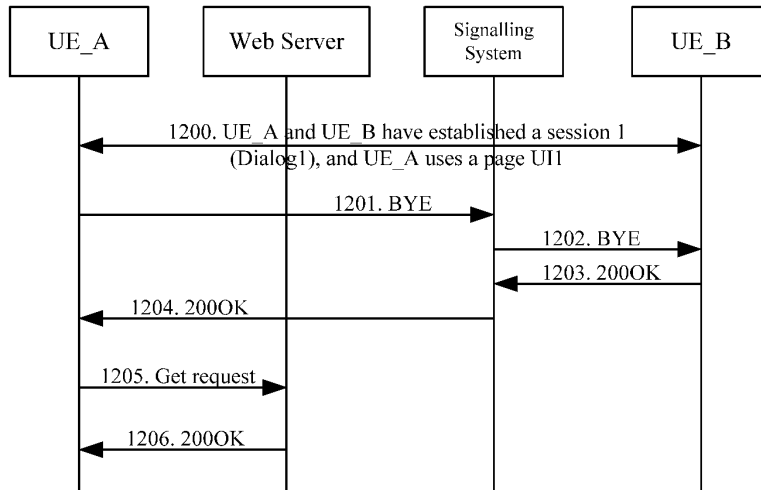 UE_A
Web Server
Signalling
System
UE_B
1200. UE_A and UE_B have established a session 1
(Dialog1), and UE_A uses a page UI1
1201. BYE
1202. BYE
1203. 200OK
1204. 200OK
1205. Get request
1206. 200OK